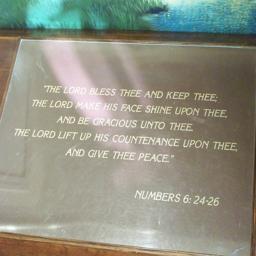 "THE LORD BLESS THEE AND KEEP THEE;
THE LORD MAKE HIS FACE SHINE UPON THEE,
AND BE GRACIOUS UNTO THEE.
THE LORD LIFT UP HIS COUNTENANCE UPON THEE,
AND GIVE THEE PEACE."
NUMBERS 6: 24-26